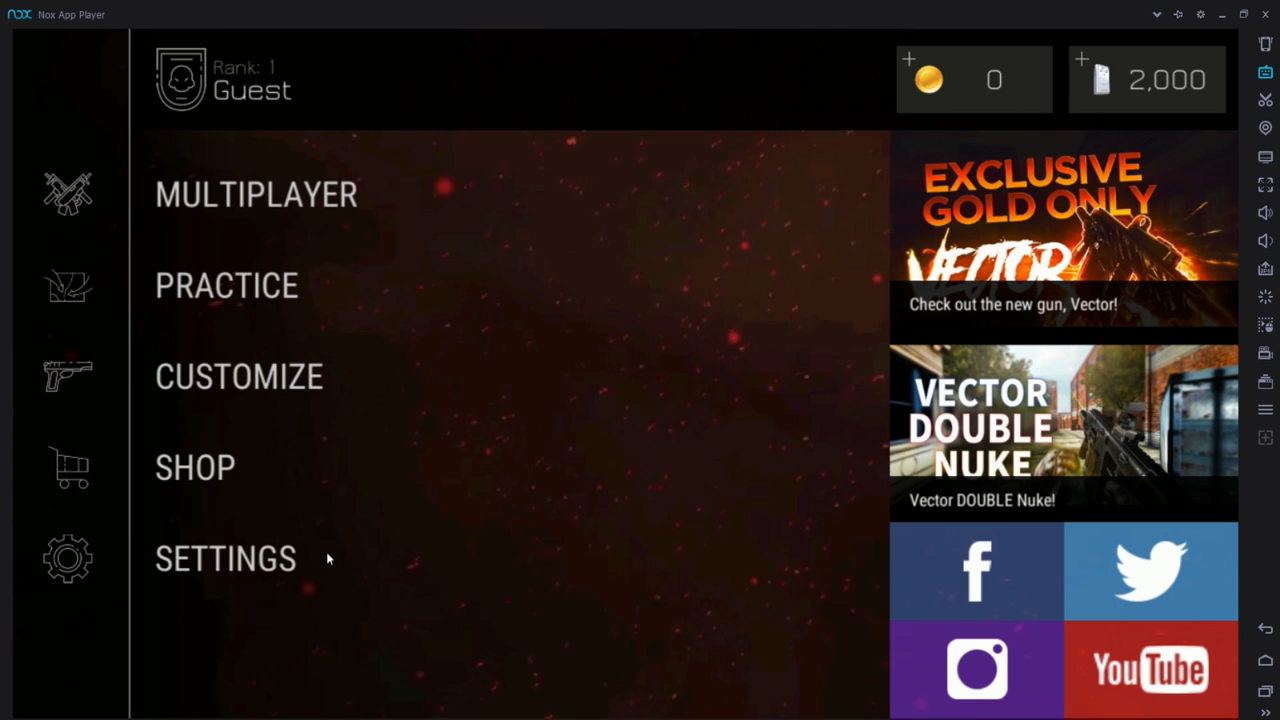 nox Nox App Player
Rank: 1
Guest
0
2,000
MULTIPLAYER
PRACTICE
CUSTOMIZE
SHOP
SETTINGS
EXCLUSIVE
GOLD ONLY
VECTOR
Check out the new gun, Vector!
VECTOR
DOUBLE
NUKE
Vector DOUBLE Nuke!
f
YouTube